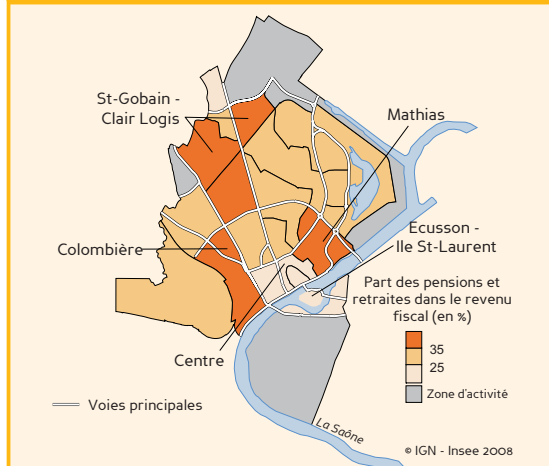 St-Gobain -
Clair Logis
Mathias
Ecusson -
Ile St-Laurent
Colombière
Part des pensions et
retraites dans le revenu
fiscal (en %)
35
25
Zone d'activité
Centre
Voies principales
La Saône
© IGN - Insee 2008